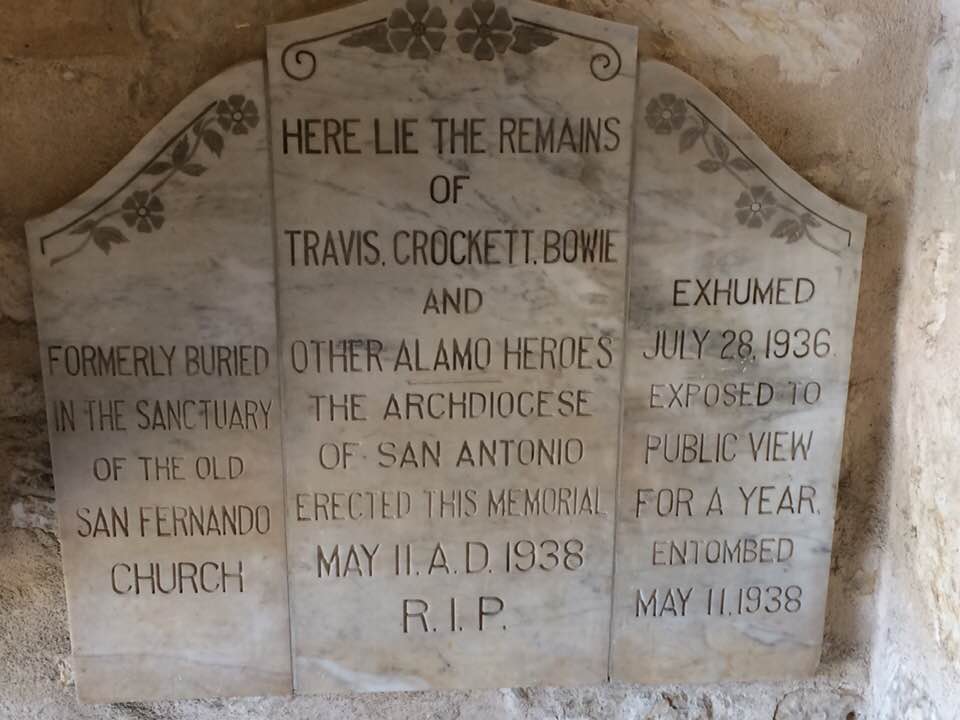 FORMERLY BURIED
IN THE SANCTUARY
OF THE OLD
SAN FERNANDO
CHURCH
HERE LIE THE REMAINS
OF
TRAVIS, CROCKETT, BOWIE
AND
OTHER ALAMO HEROES
THE ARCHDIOCESE
OF SAN ANTONIO
ERECTED THIS MEMORIAL
MAY 11. A.D. 1938
R.I.P.
EXHUMED
JULY 28, 1936.
EXPOSED TO
PUBLIC VIEW
FOR A YEAR.
ENTOMBED
MAY 11,1938